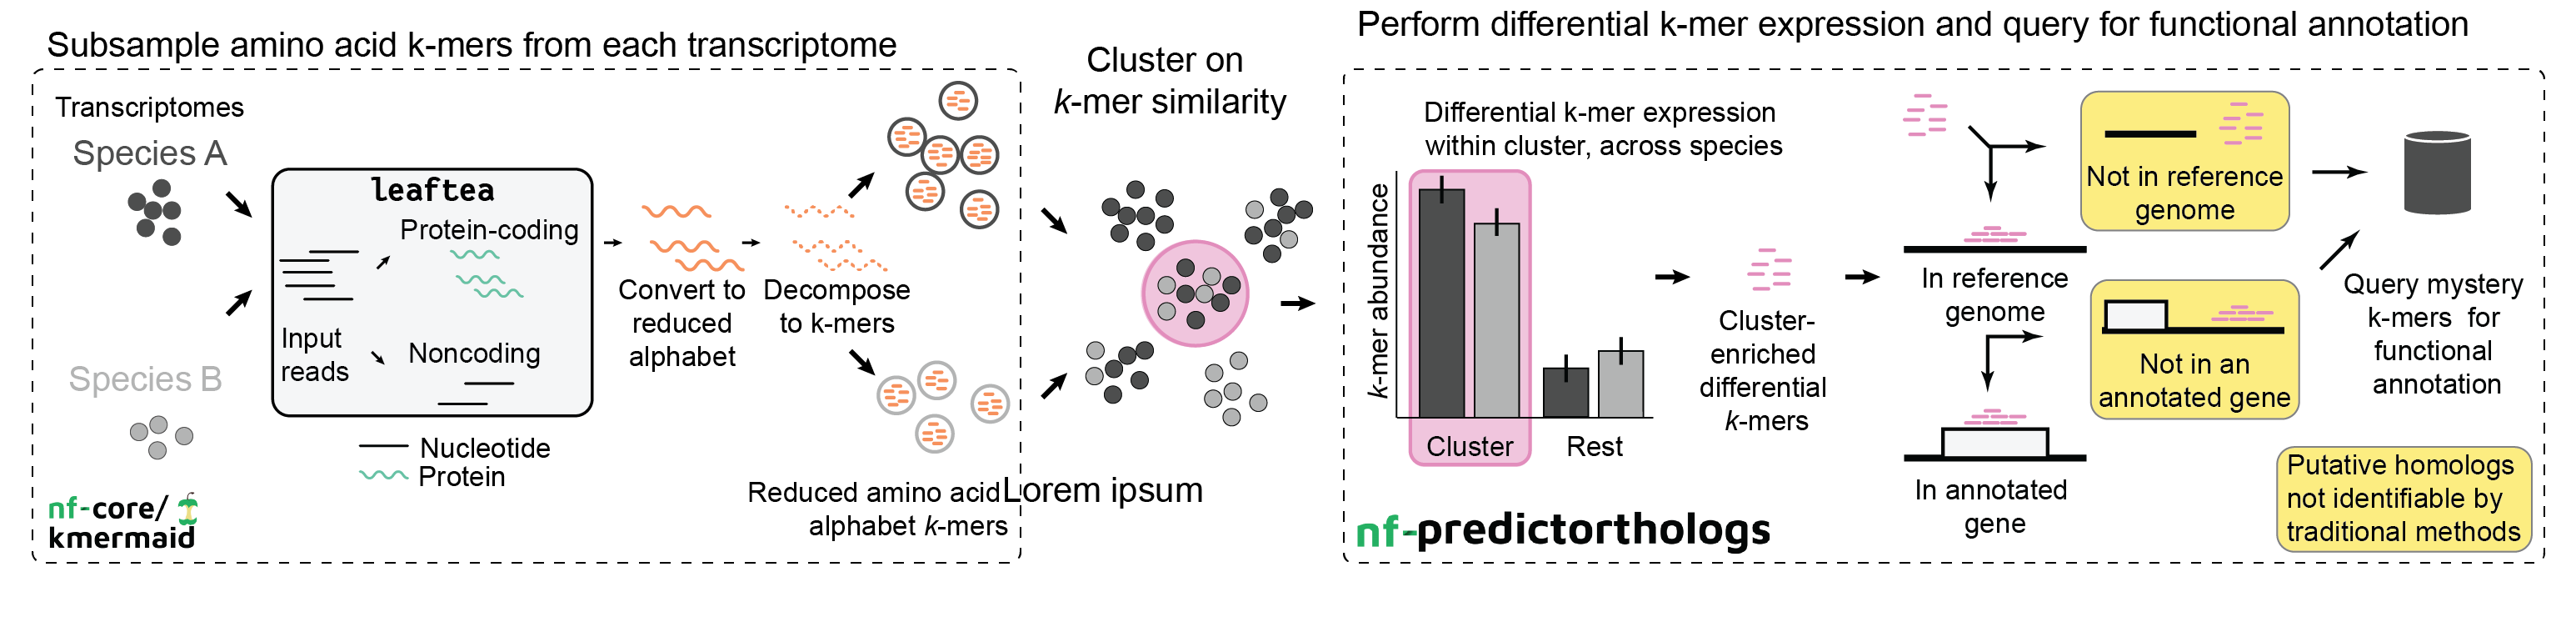 Subsample amino acid k-mers from each transcriptome
Transcriptomes
Species A
Species B
leaftea
Protein-coding
Input
reads
Noncoding
Nucleotide
Protein
nf-core/
kmermaid
Convert to
reduced
alphabet
Decompose
to k-mers
Reduced amino acid
alphabet k-mers
Cluster on
k-mer similarity
Lorem ipsum
Perform differential k-mer expression and query for functional annotation
Differential k-mer expression
within cluster, across species
k-mer abundance
Cluster
Rest
nf-predictorthologs
Cluster-
enriched
differential
k-mers
In reference
genome
In annotated
gene
Not in reference
genome
Not in an
annotated gene
Query mystery
k-mers for
functional
annotation
Putative homologs
not identifiable by
traditional methods